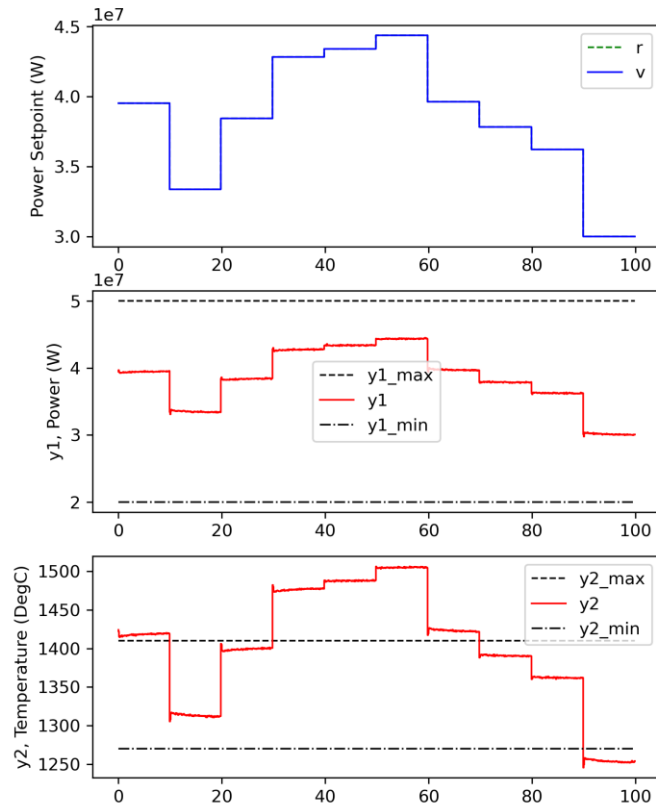 1e7
4.5
4.0
3.5
3.0
Power Setpoint (W)
r
v
0 20 40 60 80 100
1e7
5
4
3
2
y1, Power (W)
y1_max
y1
y1_min
0 20 40 60 80 100
1500
1450
1400
1350
1300
1250
y2, Temperature (DegC)
y2_max
y2
y2_min
0 20 40 60 80 100